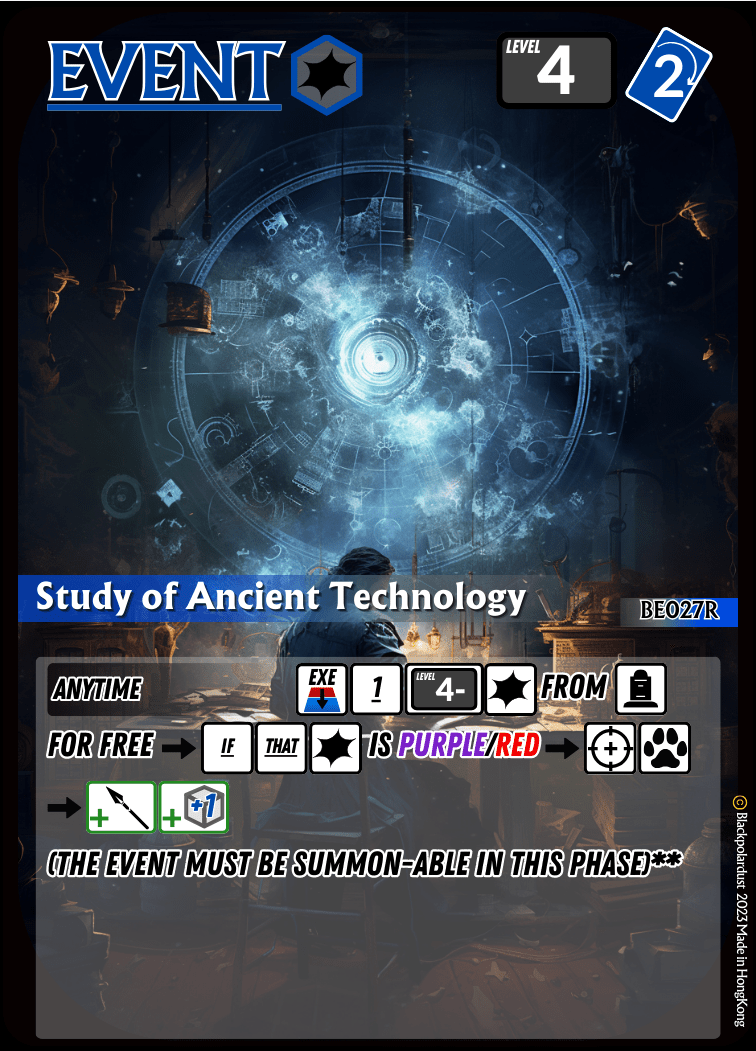 EVENT
LEVEL
4
2
Study of Ancient Technology
BE027R
ANYTIME EXE 1 LEVEL 4- FROM
FOR FREE IF THAT IS PURPLE/RED
+ + +1
(THE EVENT MUST BE SUMMON-ABLE IN THIS PHASE)**
© Blackpolardust 2023 Made in HongKong